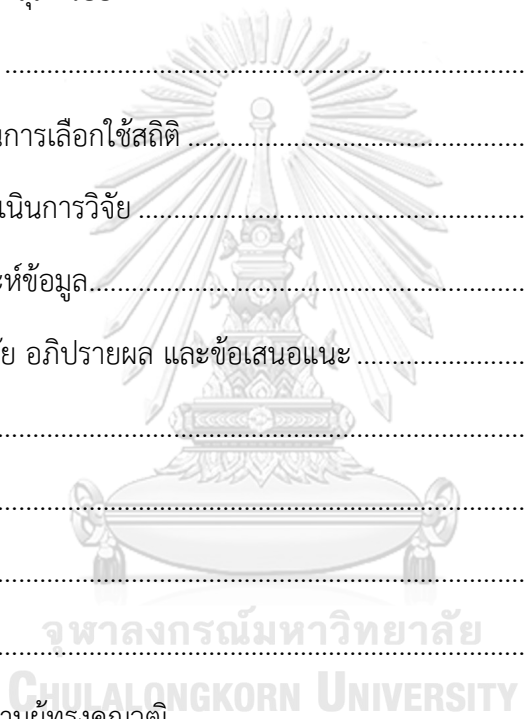 ..................................................................
นการเลือกใช้สถิติ ..........................................
เนินการวิจัย ..................................................
ะห์ข้อมูล.........................................................
ัย อภิปรายผล และข้อเสนอแนะ ......................
..................................................................
..................................................................
..................................................................
จุฬาลงกรณ์มหาวิทยาลัย
..................................................................
CHULALONGKORN UNIVERSITY